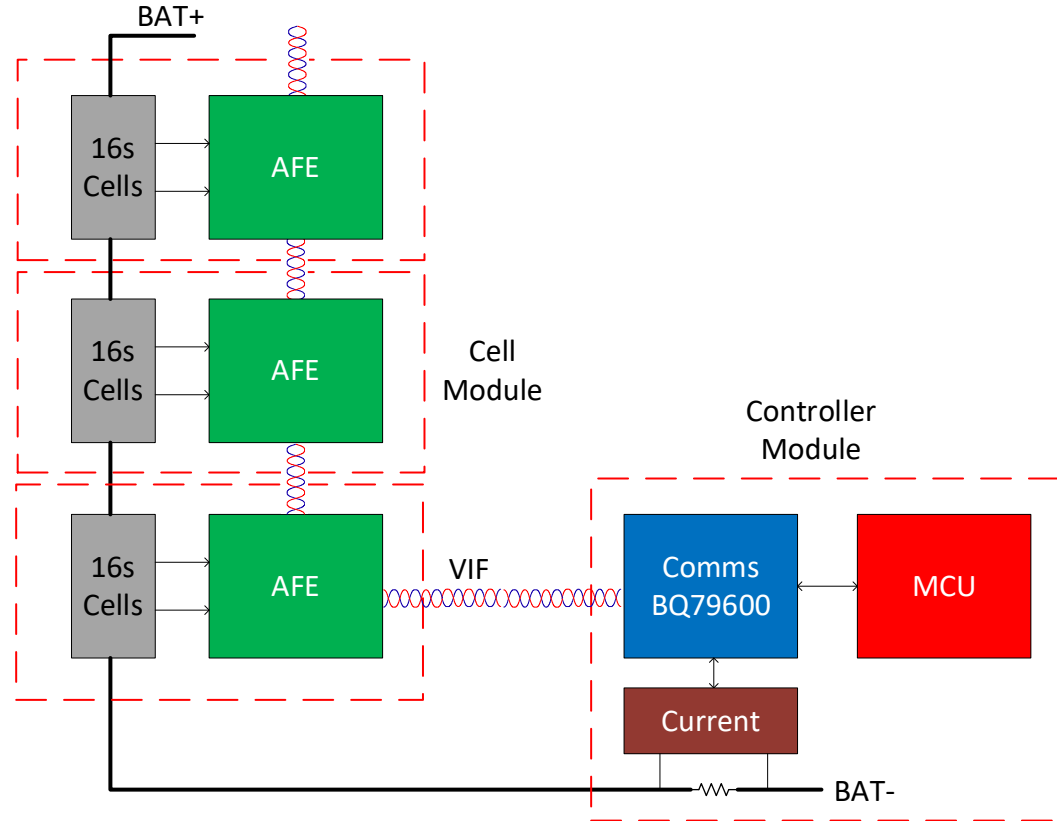 BAT+
16s
Cells
AFE
16s
Cells
AFE
Cell
Module
16s
Cells
AFE
VIF
Controller
Module
Comms
BQ79600
MCU
Current
BAT-